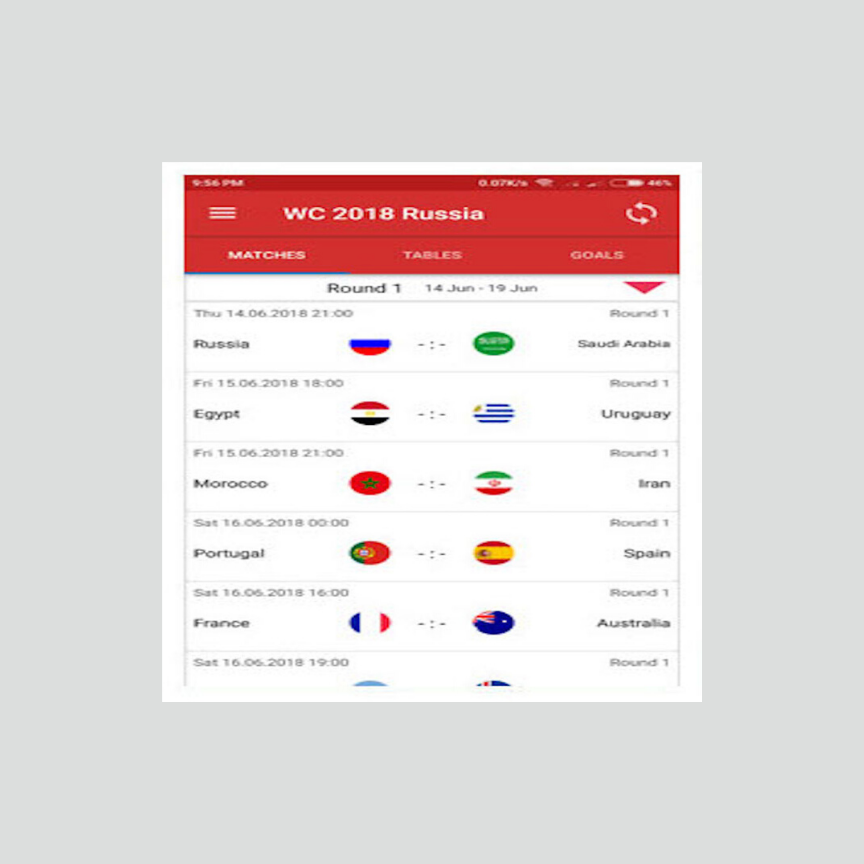 9:56 PM 0.07K/s 46%
WC 2018 Russia
MATCHES TABLES GOALS
Round 1 14 Jun - 19 Jun
Thu 14.06.2018 21:00 Round 1
Russia - : - Saudi Arabia
Fri 15.06.2018 18:00 Round 1
Egypt - : - Uruguay
Fri 15.06.2018 21:00 Round 1
Morocco - : - Iran
Sat 16.06.2018 00:00 Round 1
Portugal - : - Spain
Sat 16.06.2018 16:00 Round 1
France - : - Australia
Sat 16.06.2018 19:00 Round 1